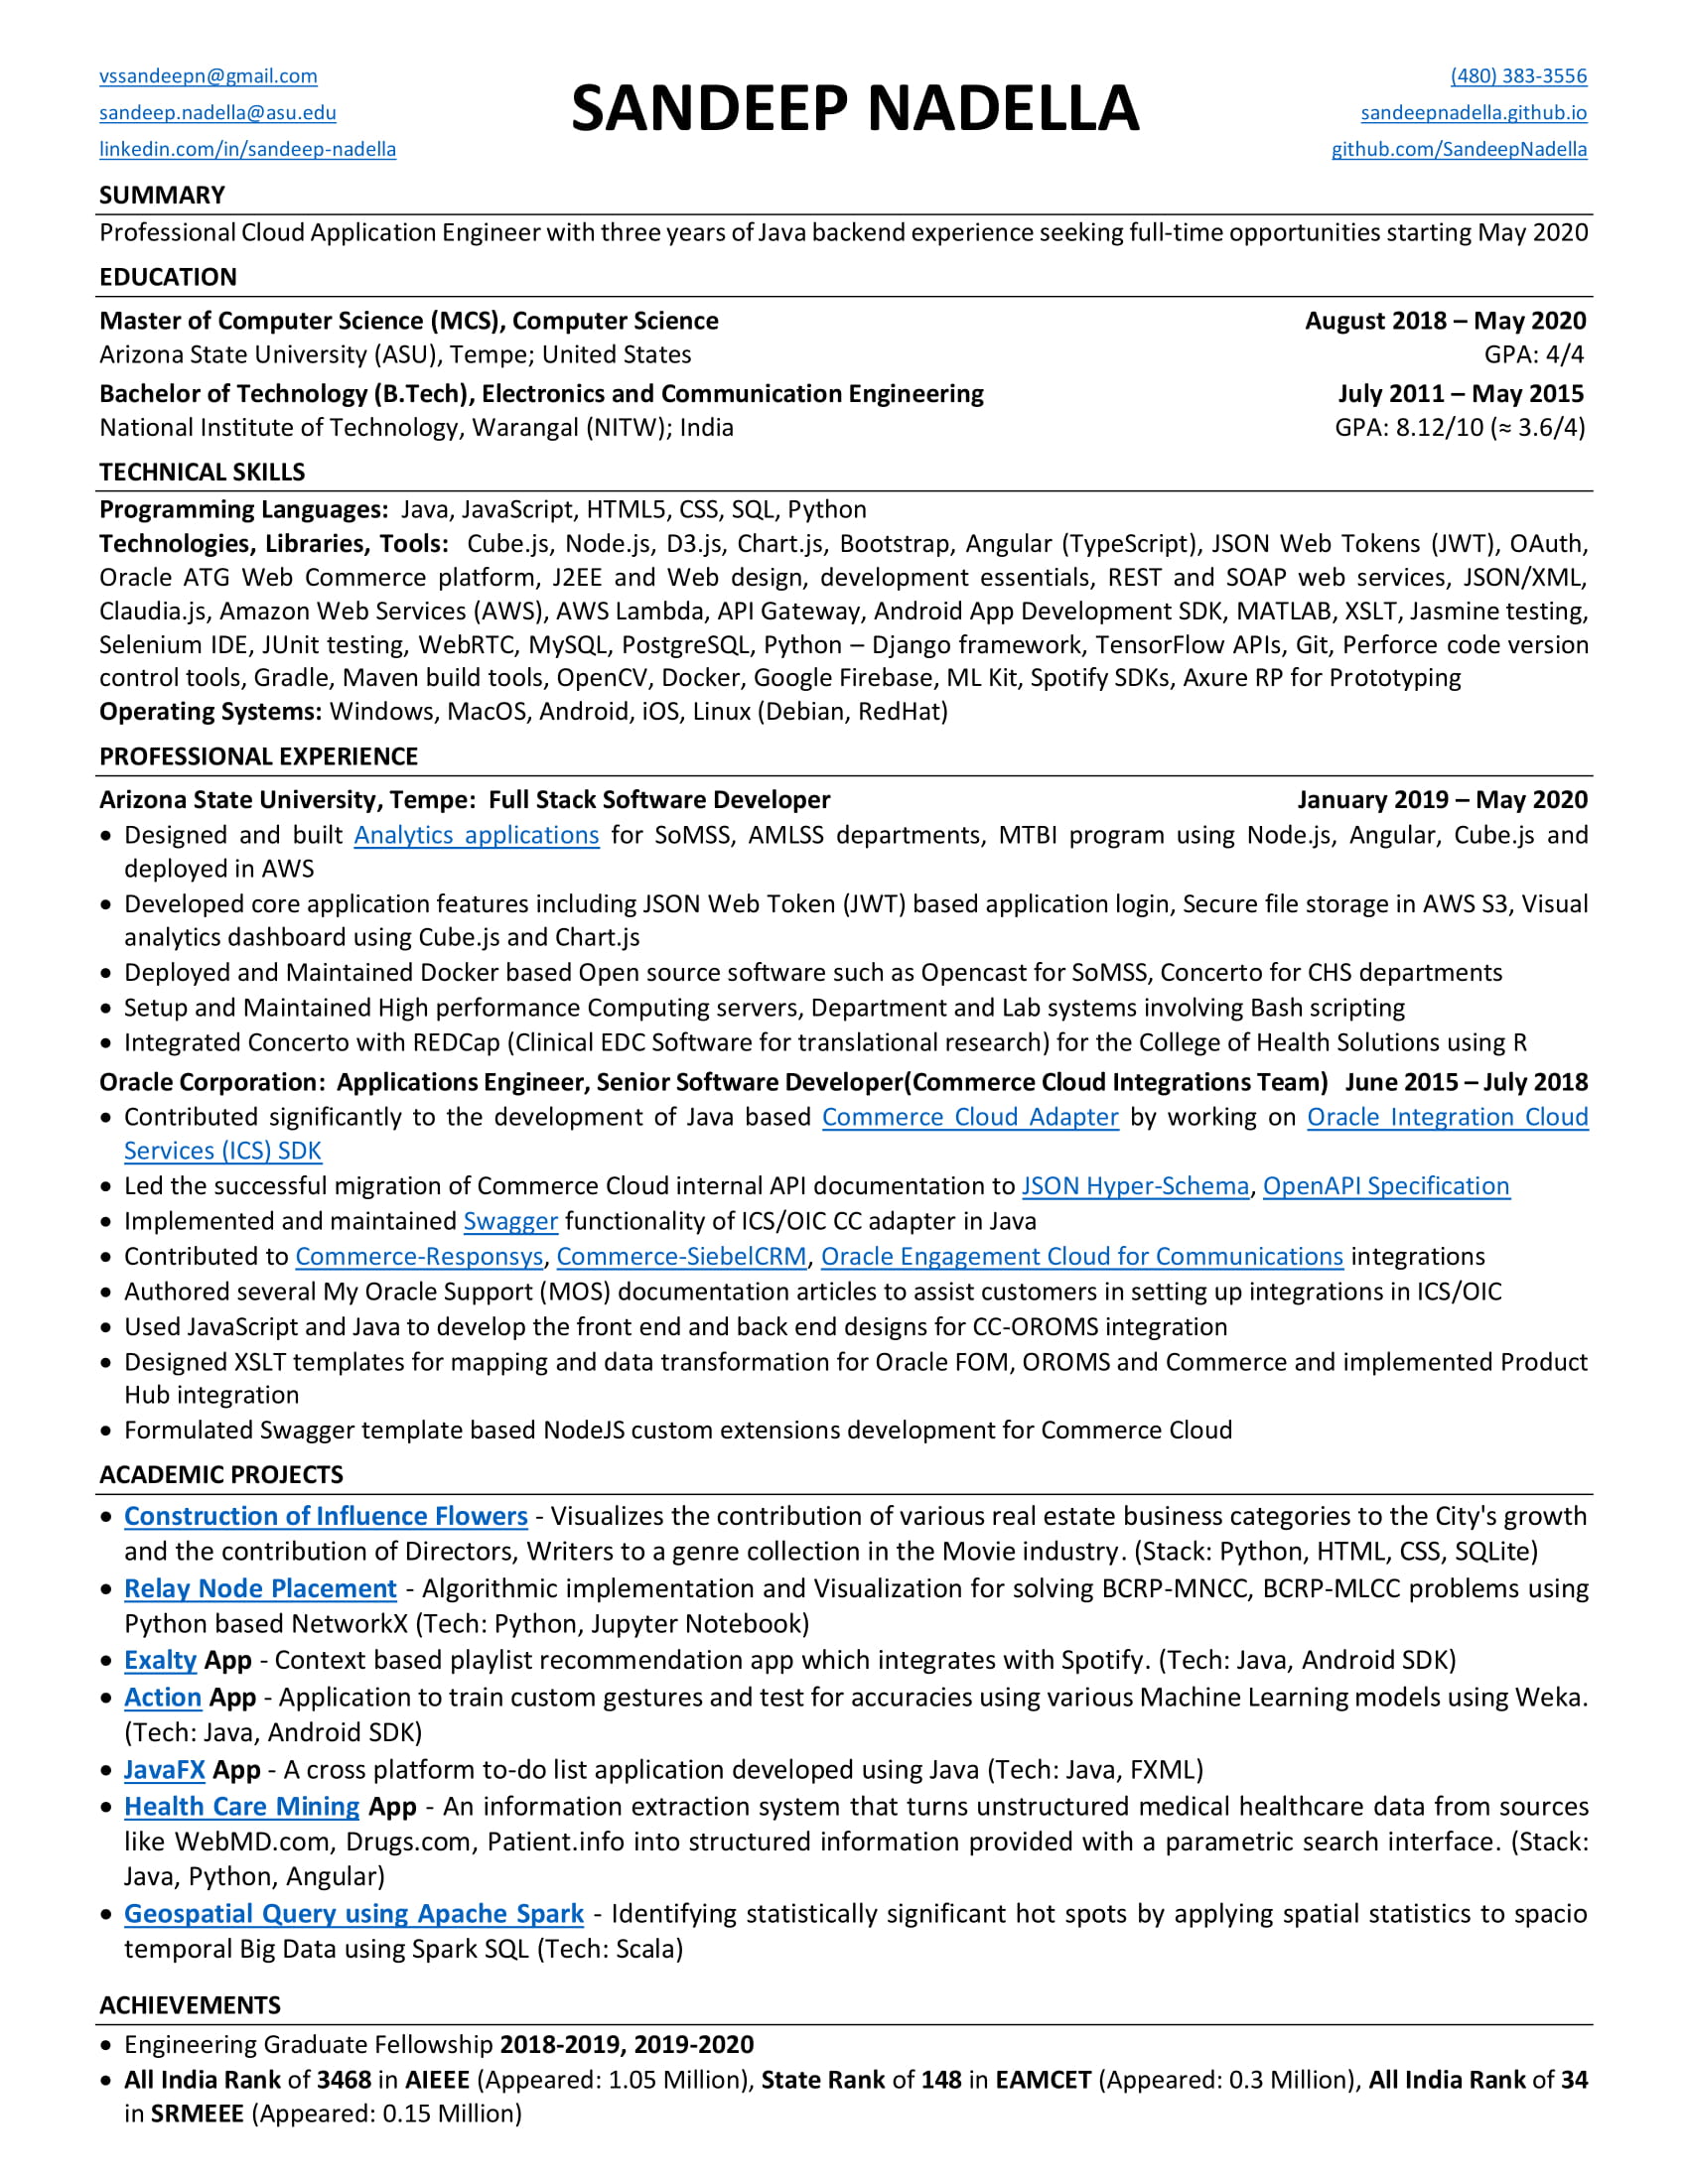 vssandeepn@gmail.com
sandeep.nadella@asu.edu
linkedin.com/in/sandeep-nadella
SANDEEP NADELLA
(480) 383-3556
sandeepnadella.github.io
github.com/SandeepNadella
SUMMARY
Professional Cloud Application Engineer with three years of Java backend experience seeking full-time opportunities starting May 2020
EDUCATION
Master of Computer Science (MCS), Computer Science August 2018 – May 2020
Arizona State University (ASU), Tempe; United States GPA: 4/4
Bachelor of Technology (B.Tech), Electronics and Communication Engineering July 2011 – May 2015
National Institute of Technology, Warangal (NITW); India GPA: 8.12/10 (≈ 3.6/4)
TECHNICAL SKILLS
Programming Languages: Java, JavaScript, HTML5, CSS, SQL, Python
Technologies, Libraries, Tools: Cube.js, Node.js, D3.js, Chart.js, Bootstrap, Angular (TypeScript), JSON Web Tokens (JWT), OAuth,
Oracle ATG Web Commerce platform, J2EE and Web design, development essentials, REST and SOAP web services, JSON/XML,
Claudia.js, Amazon Web Services (AWS), AWS Lambda, API Gateway, Android App Development SDK, MATLAB, XSLT, Jasmine testing,
Selenium IDE, JUnit testing, WebRTC, MySQL, PostgreSQL, Python – Django framework, TensorFlow APIs, Git, Perforce code version
control tools, Gradle, Maven build tools, OpenCV, Docker, Google Firebase, ML Kit, Spotify SDKs, Axure RP for Prototyping
Operating Systems: Windows, MacOS, Android, iOS, Linux (Debian, RedHat)
PROFESSIONAL EXPERIENCE
Arizona State University, Tempe: Full Stack Software Developer January 2019 – May 2020
• Designed and built Analytics applications for SoMSS, AMLSS departments, MTBI program using Node.js, Angular, Cube.js and
deployed in AWS
• Developed core application features including JSON Web Token (JWT) based application login, Secure file storage in AWS S3, Visual
analytics dashboard using Cube.js and Chart.js
• Deployed and Maintained Docker based Open source software such as Opencast for SoMSS, Concerto for CHS departments
• Setup and Maintained High performance Computing servers, Department and Lab systems involving Bash scripting
• Integrated Concerto with REDCap (Clinical EDC Software for translational research) for the College of Health Solutions using R
Oracle Corporation: Applications Engineer, Senior Software Developer(Commerce Cloud Integrations Team) June 2015 – July 2018
• Contributed significantly to the development of Java based Commerce Cloud Adapter by working on Oracle Integration Cloud
Services (ICS) SDK
• Led the successful migration of Commerce Cloud internal API documentation to JSON Hyper-Schema, OpenAPI Specification
• Implemented and maintained Swagger functionality of ICS/OIC CC adapter in Java
• Contributed to Commerce-Responsys, Commerce-SiebelCRM, Oracle Engagement Cloud for Communications integrations
• Authored several My Oracle Support (MOS) documentation articles to assist customers in setting up integrations in ICS/OIC
• Used JavaScript and Java to develop the front end and back end designs for CC-OROMS integration
• Designed XSLT templates for mapping and data transformation for Oracle FOM, OROMS and Commerce and implemented Product
Hub integration
• Formulated Swagger template based NodeJS custom extensions development for Commerce Cloud
ACADEMIC PROJECTS
• Construction of Influence Flowers - Visualizes the contribution of various real estate business categories to the City's growth
and the contribution of Directors, Writers to a genre collection in the Movie industry. (Stack: Python, HTML, CSS, SQLite)
• Relay Node Placement - Algorithmic implementation and Visualization for solving BCRP-MNCC, BCRP-MLCC problems using
Python based NetworkX (Tech: Python, Jupyter Notebook)
• Exalty App - Context based playlist recommendation app which integrates with Spotify. (Tech: Java, Android SDK)
• Action App - Application to train custom gestures and test for accuracies using various Machine Learning models using Weka.
(Tech: Java, Android SDK)
• JavaFX App - A cross platform to-do list application developed using Java (Tech: Java, FXML)
• Health Care Mining App - An information extraction system that turns unstructured medical healthcare data from sources
like WebMD.com, Drugs.com, Patient.info into structured information provided with a parametric search interface. (Stack:
Java, Python, Angular)
• Geospatial Query using Apache Spark - Identifying statistically significant hot spots by applying spatial statistics to spacio
temporal Big Data using Spark SQL (Tech: Scala)
ACHIEVEMENTS
• Engineering Graduate Fellowship 2018-2019, 2019-2020
• All India Rank of 3468 in AIEEE (Appeared: 1.05 Million), State Rank of 148 in EAMCET (Appeared: 0.3 Million), All India Rank of 34
in SRMEEE (Appeared: 0.15 Million)